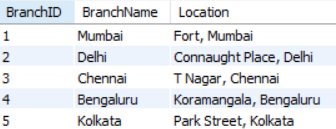 BranchID BranchName Location
1 Mumbai Fort, Mumbai
2 Delhi Connaught Place, Delhi
3 Chennai T Nagar, Chennai
4 Bengaluru Koramangala, Bengaluru
5 Kolkata Park Street, Kolkata